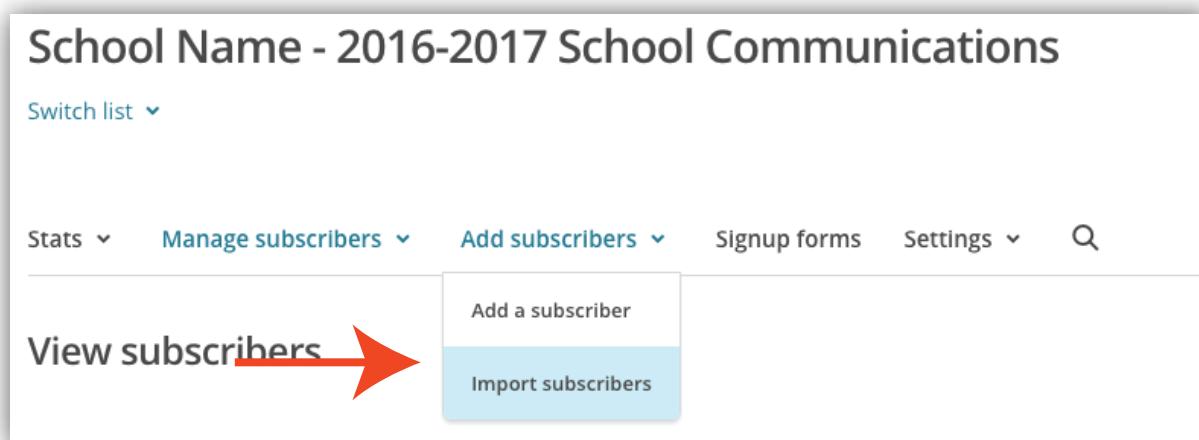 School Name - 2016-2017 School Communications
Switch list
Stats Manage subscribers Add subscribers Signup forms Settings
Add a subscriber
View subscribers
Import subscribers